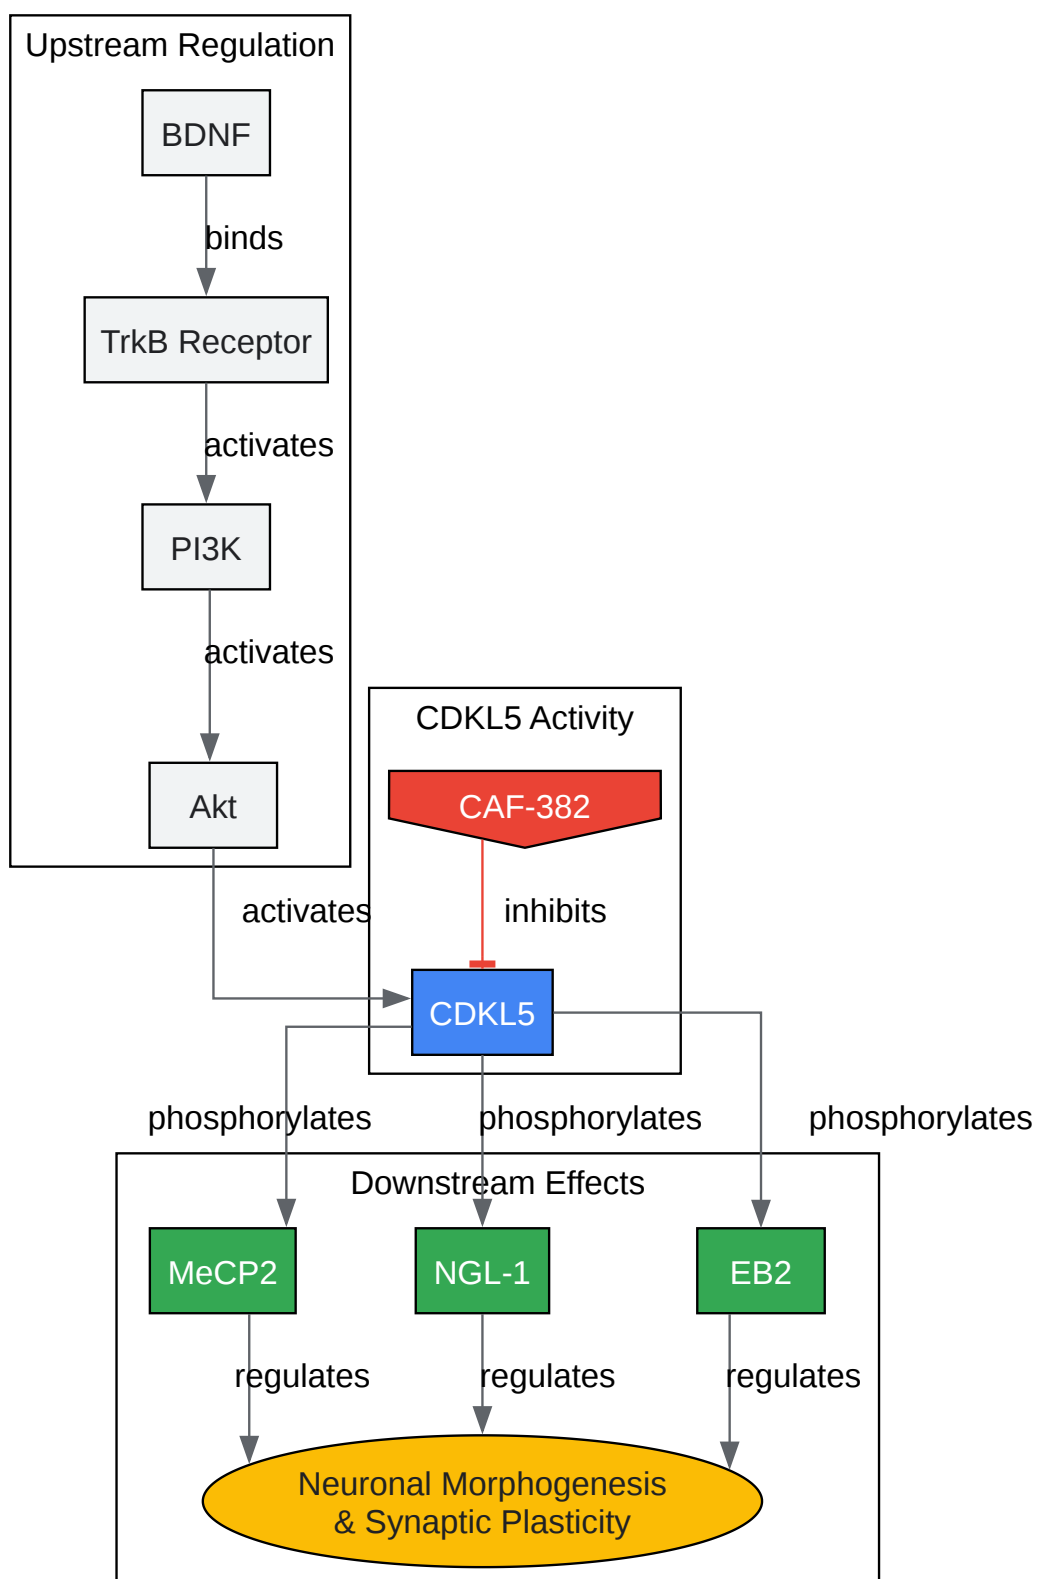 Upstream Regulation
BDNF
binds
TrkB Receptor
activates
PI3K
activates
Akt
activates
CDKL5 Activity
CAF-382
inhibits
CDKL5
phosphorylates
phosphorylates
phosphorylates
Downstream Effects
MeCP2
NGL-1
EB2
regulates
regulates
regulates
Neuronal Morphogenesis
& Synaptic Plasticity